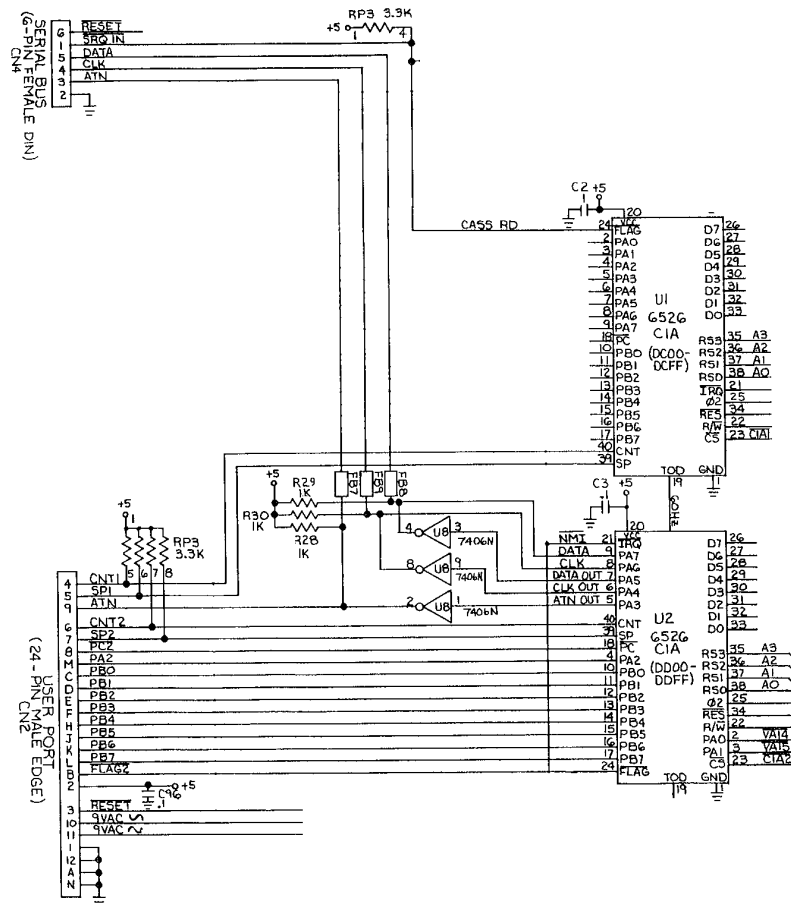 RP3 3.3K
+5 1 4
SERIAL BUS
(6-PIN FEMALE DIN)
CN4
6 RESET
1 SRQ IN
5 DATA
4 CLK
3 ATN
2
CASS RD
C2 +5
.1
20
VCC
24 FLAG
2 PA0
3 PA1
4 PA2
5 PA3
6 PA4
7 PA5
8 PA6
9 PA7
18 PC
10 PB0
11 PB1
12 PB2
13 PB3
14 PB4
15 PB5
16 PB6
17 PB7
40 CNT
39 SP
U1
6526
CIA
(DC00-
DCFF)
D7 26
D6 27
D5 28
D4 29
D3 30
D2 31
D1 32
D0 33
RS3 35 A3
RS2 36 A2
RS1 37 A1
RS0 38 A0
IRQ 21
Ø2 25
RES 34
R/W 22
CS 23 CIA1
TOD GND
19 1
60HZ
FB7
FB9
FB8
+5
R29
1K
R30
1K
R28
1K
4 U8 3
7406N
8 U8 9
7406N
2 U8 1
7406N
C3 +5
.1
20
VCC
NMI 21 IRQ
DATA 9 PA7
CLK 8 PA6
DATA OUT 7 PA5
CLK OUT 6 PA4
ATN OUT 5 PA3
40 CNT
39 SP
18 PC
4 PA2
10 PB0
11 PB1
12 PB2
13 PB3
14 PB4
15 PB5
16 PB6
17 PB7
24 FLAG
U2
6526
CIA
(DD00-
DDFF)
D7 26
D6 27
D5 28
D4 29
D3 30
D2 31
D1 32
D0 33
RS3 35 A3
RS2 36 A2
RS1 37 A1
RS0 38 A0
Ø2 25
RES 34
R/W 22
PA0 2 VA14
PA1 3 VA15
CS 23 CIA2
TOD GND
19 1
+5
1
RP3
3.3K
5 6 7 8
4 CNT1
5 SP1
9 ATN
6 CNT2
7 SP2
8 PC2
M PA2
C PB0
D PB1
E PB2
F PB3
H PB4
J PB5
K PB6
L PB7
B FLAG2
2 +5
C96
.1
3 RESET
10 9VAC
11 9VAC
1
12
A
N
USER PORT
(24-PIN MALE EDGE)
CN2